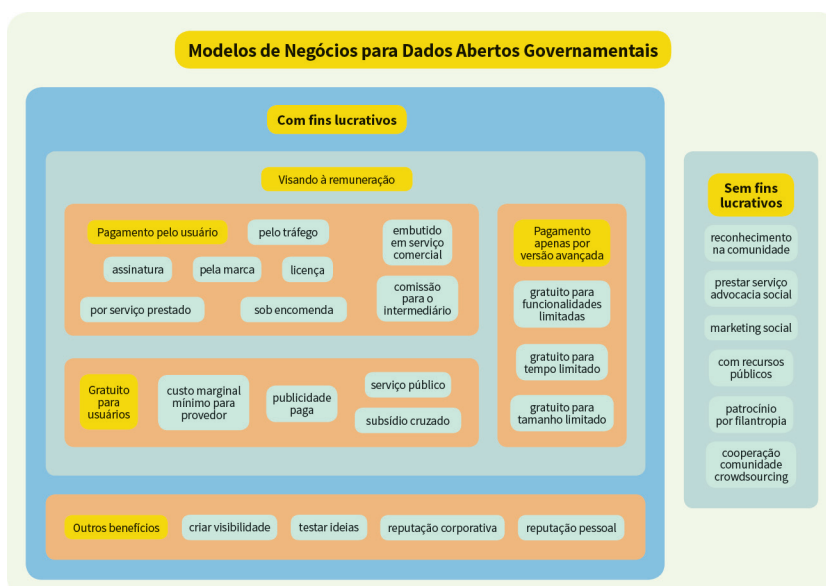 Modelos de Negócios para Dados Abertos Governamentais
Com fins lucrativos
Visando à remuneração
Pagamento pelo usuário
pelo tráfego
embutido
em serviço
comercial
assinatura
pela marca
licença
comissão
para o
intermediário
por serviço prestado
sob encomenda
Pagamento
apenas por
versão avançada
gratuito para
funcionalidades
limitadas
gratuito para
tempo limitado
gratuito para
tamanho limitado
Gratuito
para
usuários
custo marginal
mínimo para
provedor
publicidade
paga
serviço público
subsídio cruzado
Outros benefícios
criar visibilidade
testar ideias
reputação corporativa
reputação pessoal
Sem fins
lucrativos
reconhecimento
na comunidade
prestar serviço
advocacia social
marketing social
com recursos
públicos
patrocínio
por filantropia
cooperação
comunidade
crowdsourcing